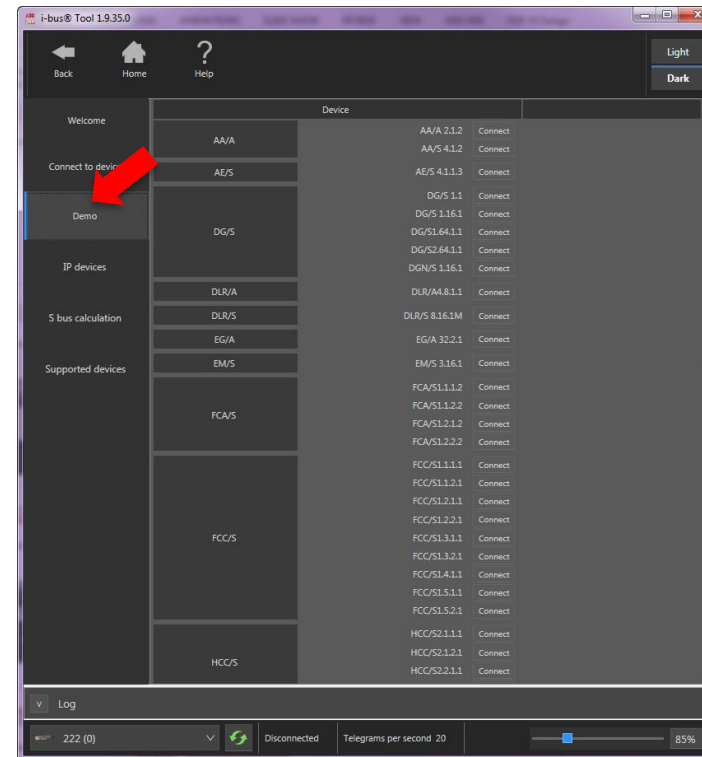 i-bus® Tool 1.9.35.0
Back
Home
Help
Light
Dark
Welcome
Connect to device
Demo
IP devices
S bus calculation
Supported devices
Device
AA/A
AA/A 2.1.2 Connect
AA/S 4.1.2 Connect
AE/S
AE/S 4.1.1.3 Connect
DG/S
DG/S 1.1 Connect
DG/S 1.16.1 Connect
DG/S1.64.1.1 Connect
DG/S2.64.1.1 Connect
DGN/S 1.16.1 Connect
DLR/A
DLR/A4.8.1.1 Connect
DLR/S
DLR/S 8.16.1M Connect
EG/A
EG/A 32.2.1 Connect
EM/S
EM/S 3.16.1 Connect
FCA/S
FCA/S1.1.1.2 Connect
FCA/S1.1.2.2 Connect
FCA/S1.2.1.2 Connect
FCA/S1.2.2.2 Connect
FCC/S
FCC/S1.1.1.1 Connect
FCC/S1.1.2.1 Connect
FCC/S1.2.1.1 Connect
FCC/S1.2.2.1 Connect
FCC/S1.3.1.1 Connect
FCC/S1.3.2.1 Connect
FCC/S1.4.1.1 Connect
FCC/S1.5.1.1 Connect
FCC/S1.5.2.1 Connect
HCC/S
HCC/S2.1.1.1 Connect
HCC/S2.1.2.1 Connect
HCC/S2.2.1.1 Connect
Log
222 (0)
Disconnected
Telegrams per second 20
85%